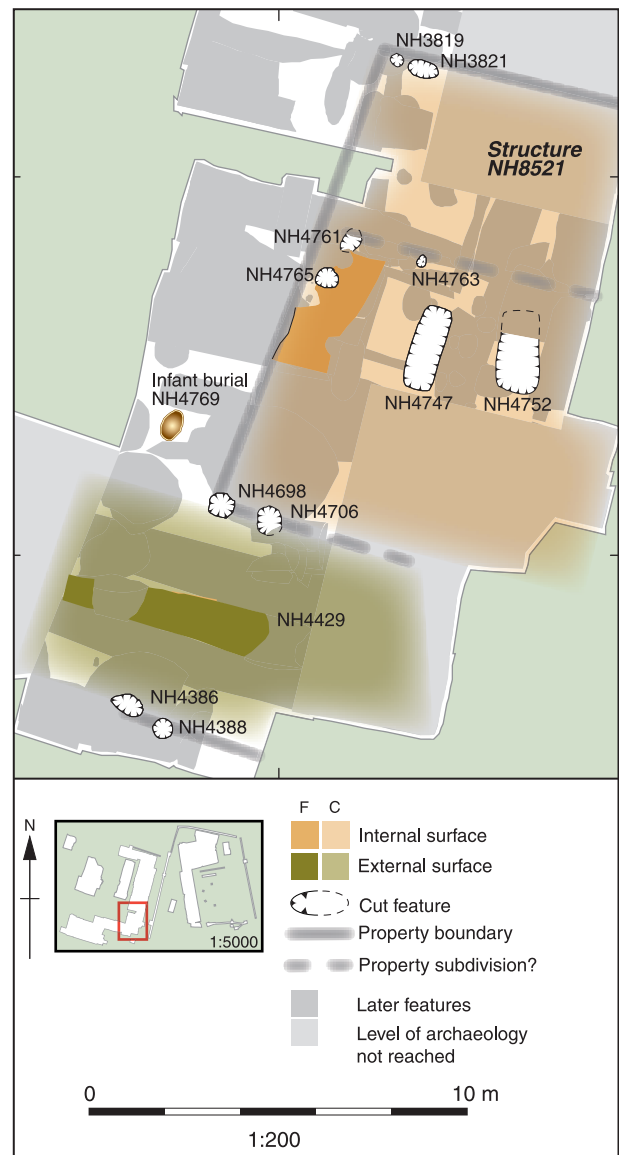 NH3819
NH3821
Structure
NH8521
NH4761
NH4765
NH4763
Infant burial
NH4769
NH4747
NH4752
NH4698
NH4706
NH4429
NH4386
NH4388
N
1:5000
F C
Internal surface
External surface
Cut feature
Property boundary
Property subdivision?
Later features
Level of archaeology
not reached
0 10 m
1:200